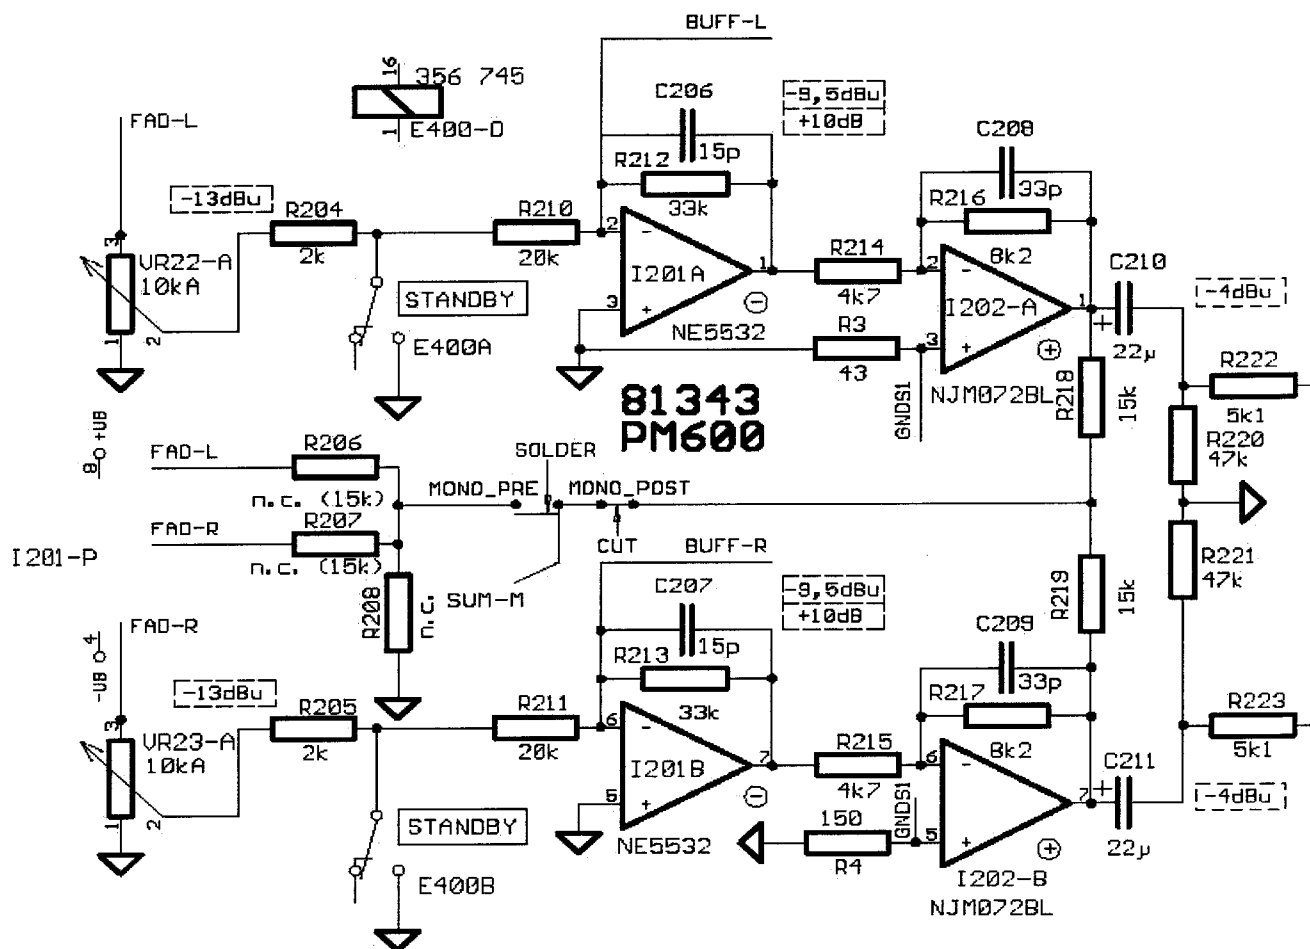 BUFF-L
16
356 745
1
E400-D
FAD-L
C206
15p
-9,5dBu
+10dB
C208
33p
R212
33k
R216
8k2
-13dBu
R204
2k
R210
20k
3
VR22-A
10kA
1
2
STANDBY
E400A
2
-
I201A
3
+
1
-
NE5532
R214
4k7
R3
43
2
-
I202-A
3
+
1
+
NJM072BL
GNDS1
C210
+
22µ
-4dBu
R218
15k
R222
5k1
R220
47k
81343
PM600
8
+UB
FAD-L
R206
n.c. (15k)
SOLDER
MONO_PRE
MONO_POST
FAD-R
R207
n.c. (15k)
CUT
I201-P
BUFF-R
R221
47k
R208
n.c.
SUM-M
C207
15p
-9,5dBu
+10dB
R219
15k
FAD-R
-UB
4
C209
33p
R213
33k
R217
8k2
-13dBu
R205
2k
R211
20k
3
VR23-A
10kA
1
2
STANDBY
E400B
6
-
I201B
5
+
7
-
NE5532
R215
4k7
150
R4
GNDS1
6
-
5
+
7
+
I202-B
NJM072BL
C211
+
22µ
R223
5k1
-4dBu